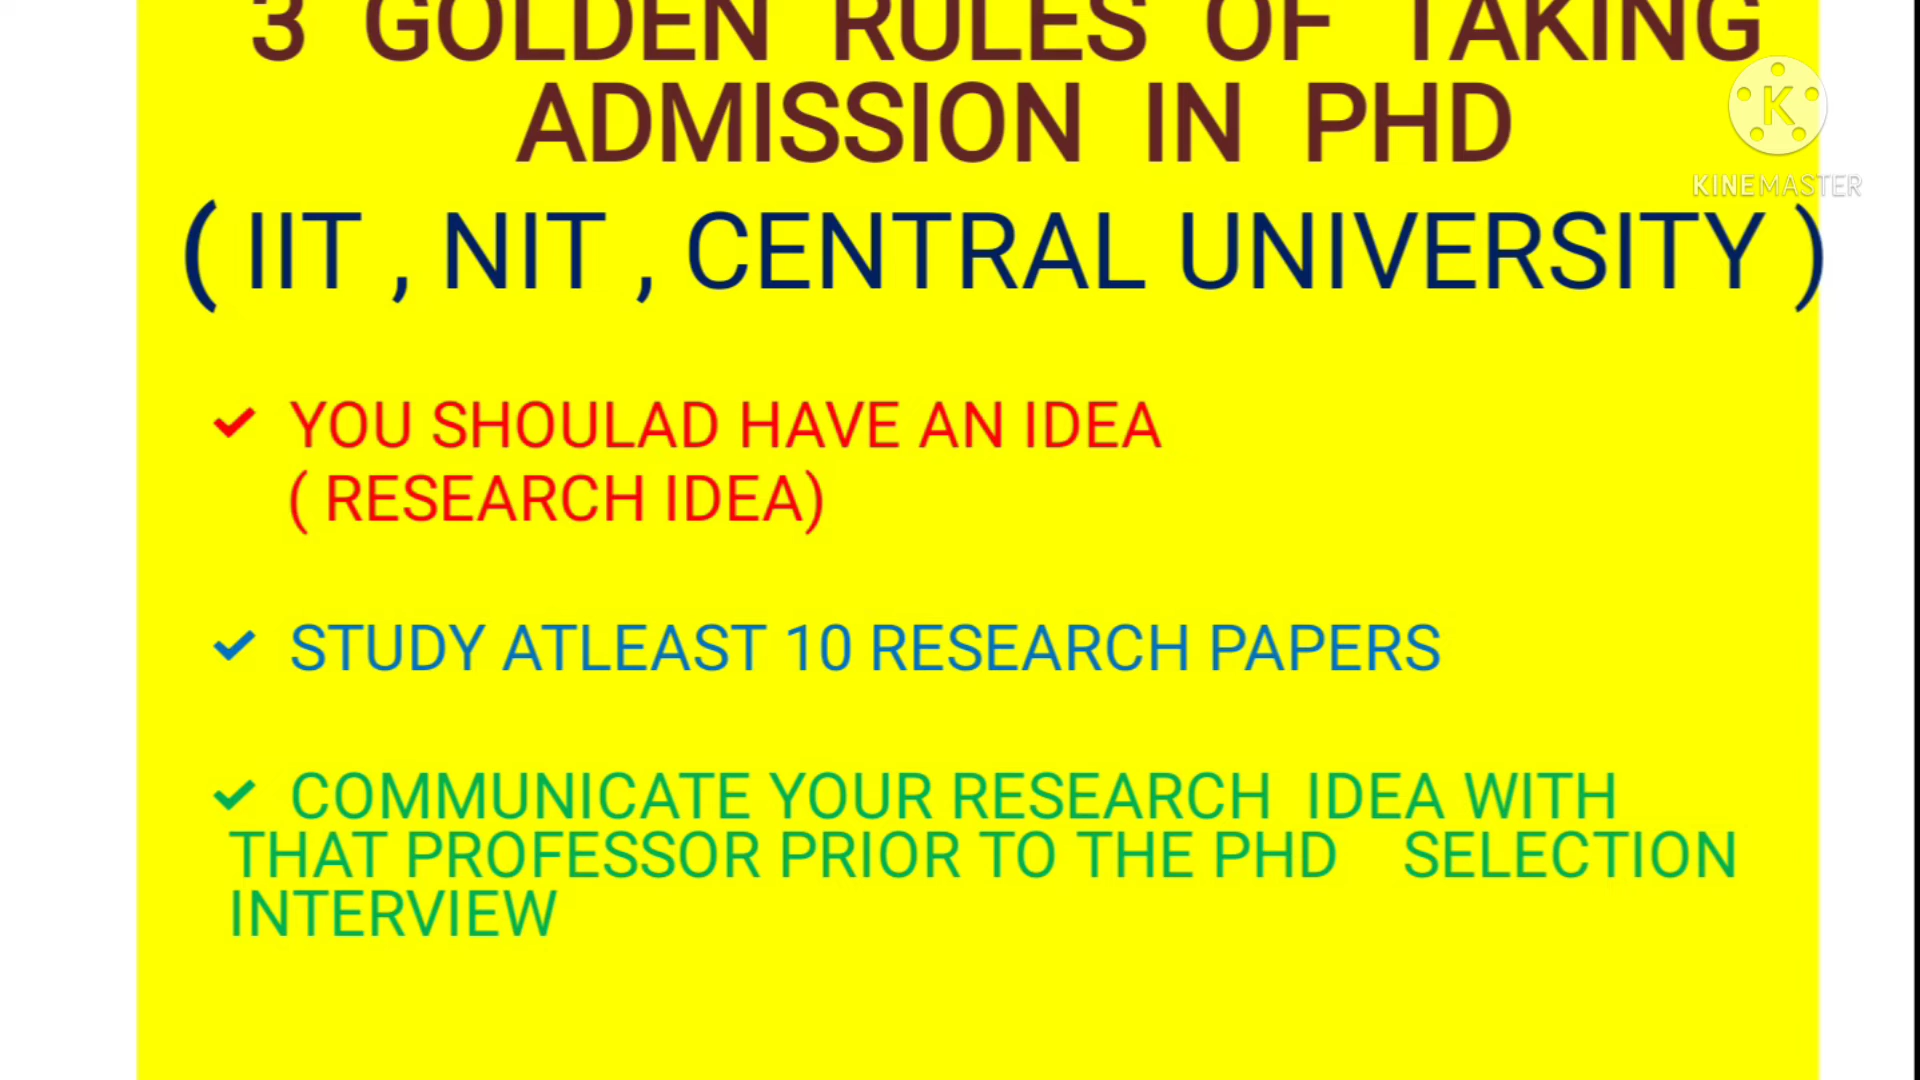 3 GOLDEN RULES OF TAKING
ADMISSION IN PHD
K
KINEMASTER
( IIT , NIT , CENTRAL UNIVERSITY )
✔ YOU SHOULAD HAVE AN IDEA
( RESEARCH IDEA)
✔ STUDY ATLEAST 10 RESEARCH PAPERS
✔ COMMUNICATE YOUR RESEARCH IDEA WITH
THAT PROFESSOR PRIOR TO THE PHD SELECTION
INTERVIEW